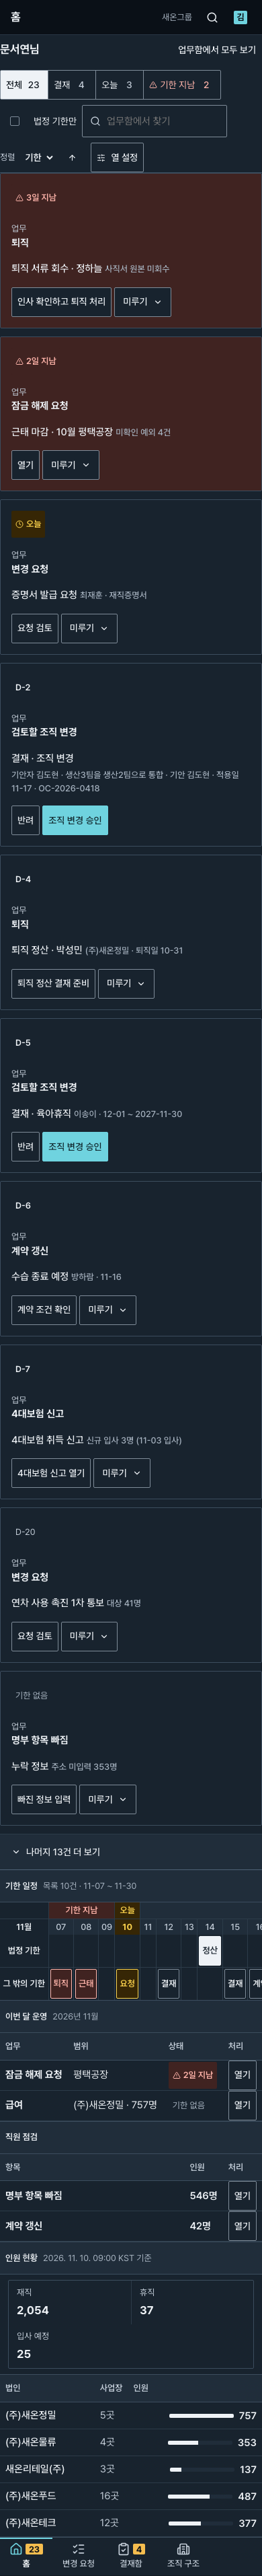 홈 새온그룹 김
문서연님 업무함에서 모두 보기
전체 23 결재 4 오늘 3 기한 지남 2
법정 기한만 업무함에서 찾기
정렬 기한 열 설정
3일 지남
업무
퇴직
퇴직 서류 회수 · 정하늘 사직서 원본 미회수
인사 확인하고 퇴직 처리 미루기
2일 지남
업무
잠금 해제 요청
근태 마감 · 10월 평택공장 미확인 예외 4건
열기 미루기
오늘
업무
변경 요청
증명서 발급 요청 최재훈 · 재직증명서
요청 검토 미루기
D-2
업무
검토할 조직 변경
결재 · 조직 변경
기안자 김도현 · 생산3팀을 생산2팀으로 통합 · 기안 김도현 · 적용일
11-17 · OC-2026-0418
반려 조직 변경 승인
D-4
업무
퇴직
퇴직 정산 · 박성민 (주)새온정밀 · 퇴직일 10-31
퇴직 정산 결재 준비 미루기
D-5
업무
검토할 조직 변경
결재 · 육아휴직 이송이 · 12-01 ~ 2027-11-30
반려 조직 변경 승인
D-6
업무
계약 갱신
수습 종료 예정 방하람 · 11-16
계약 조건 확인 미루기
D-7
업무
4대보험 신고
4대보험 취득 신고 신규 입사 3명 (11-03 입사)
4대보험 신고 열기 미루기
D-20
업무
변경 요청
연차 사용 촉진 1차 통보 대상 41명
요청 검토 미루기
기한 없음
업무
명부 항목 빠짐
누락 정보 주소 미입력 353명
빠진 정보 입력 미루기
나머지 13건 더 보기
기한 일정 목록 10건 · 11-07 ~ 11-30
기한 지남 오늘
11월 07 08 09 10 11 12 13 14 15 16
법정 기한 정산
그 밖의 기한 퇴직 근태 요청 결재 결재
이번 달 운영 2026년 11월
업무 범위 상태 처리
잠금 해제 요청 평택공장 2일 지남 열기
급여 (주)새온정밀 · 757명 기한 없음 열기
직원 점검
항목 인원 처리
명부 항목 빠짐 546명 열기
계약 갱신 42명 열기
인원 현황 2026. 11. 10. 09:00 KST 기준
재직 휴직
2,054 37
입사 예정
25
법인 사업장 인원
(주)새온정밀 5곳 757
(주)새온물류 4곳 353
새온리테일(주) 3곳 137
(주)새온푸드 16곳 487
(주)새온테크 12곳 377
23 4
홈 변경 요청 결재함 조직 구조